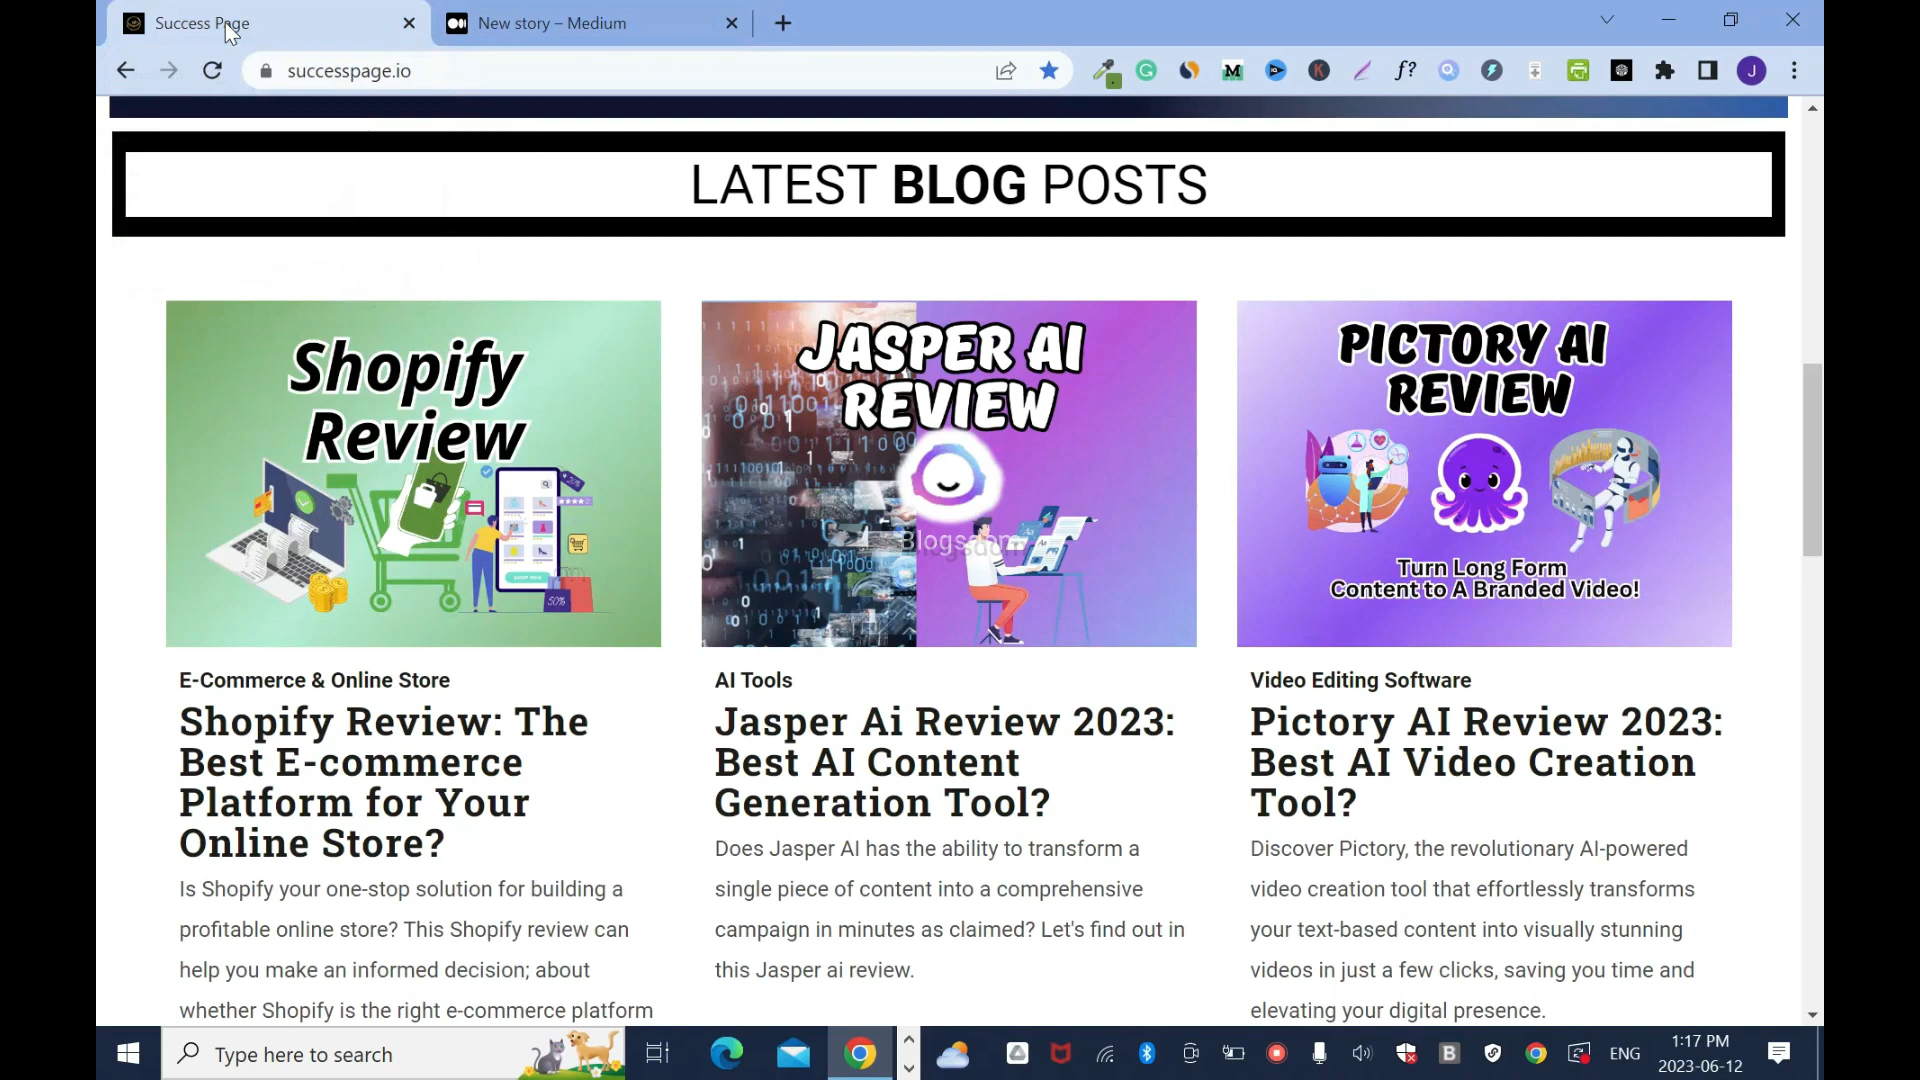 Success Page
New story – Medium
successpage.io
LATEST BLOG POSTS
Shopify
Review
50%
JASPER AI
REVIEW
PICTORY AI
REVIEW
Turn Long Form
Content to A Branded Video!
E-Commerce & Online Store
Shopify Review: The
Best E-commerce
Platform for Your
Online Store?
Is Shopify your one-stop solution for building a
profitable online store? This Shopify review can
help you make an informed decision; about
whether Shopify is the right e-commerce platform
AI Tools
Jasper Ai Review 2023:
Best AI Content
Generation Tool?
Does Jasper AI has the ability to transform a
single piece of content into a comprehensive
campaign in minutes as claimed? Let's find out in
this Jasper ai review.
Video Editing Software
Pictory AI Review 2023:
Best AI Video Creation
Tool?
Discover Pictory, the revolutionary AI-powered
video creation tool that effortlessly transforms
your text-based content into visually stunning
videos in just a few clicks, saving you time and
elevating your digital presence.
Type here to search
ENG
1:17 PM
2023-06-12